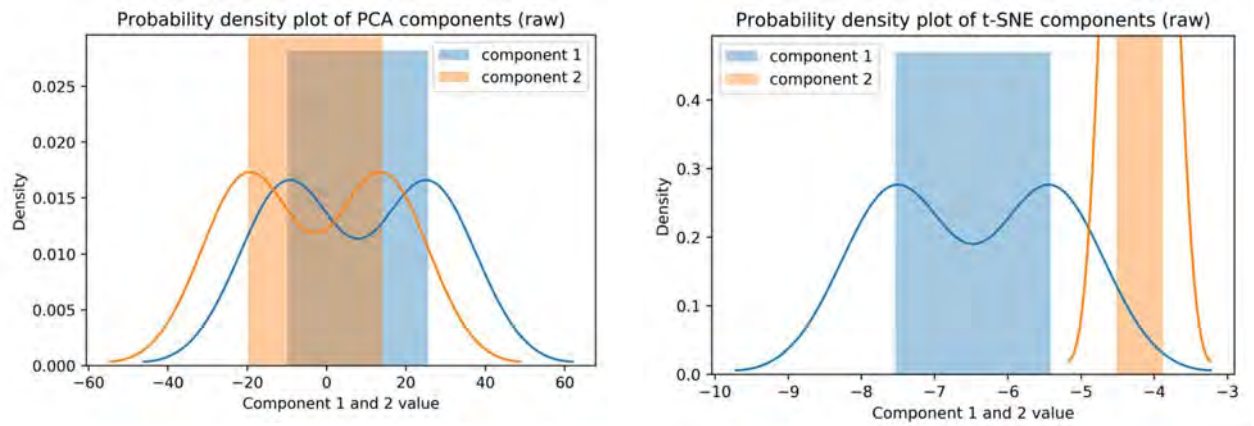 Probability density plot of PCA components (raw)
component 1
component 2
0.025
0.020
0.015
0.010
0.005
0.000
Density
−60
−40
−20
0
20
40
60
Component 1 and 2 value
Probability density plot of t-SNE components (raw)
component 1
component 2
0.4
0.3
0.2
0.1
0.0
Density
−10
−9
−8
−7
−6
−5
−4
−3
Component 1 and 2 value